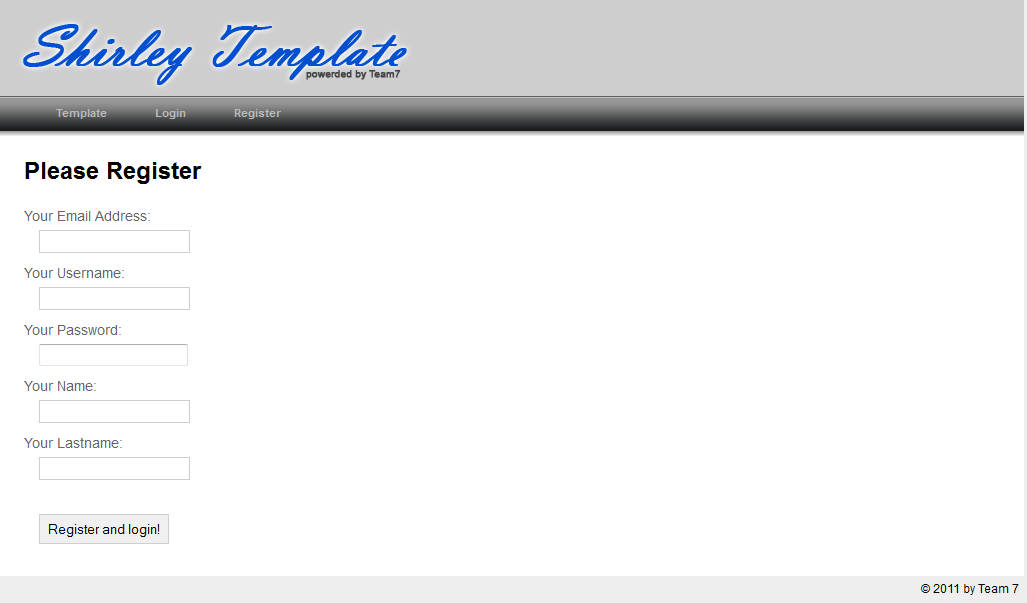 Shirley Template
powerded by Team7
Template Login Register
Please Register
Your Email Address:
Your Username:
Your Password:
Your Name:
Your Lastname:
Register and login!
© 2011 by Team 7